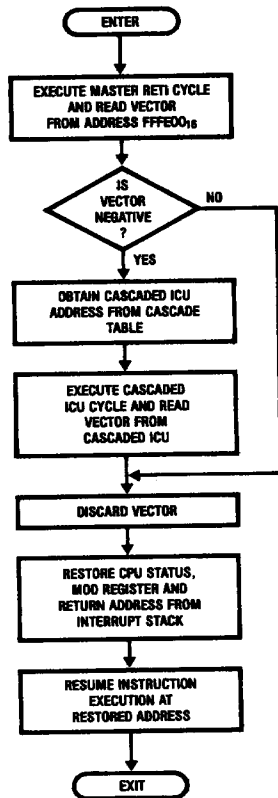 ENTER
EXECUTE MASTER RETI CYCLE
AND READ VECTOR
FROM ADDRESS FFFE00₁₆
IS
VECTOR
NEGATIVE
?
NO
YES
OBTAIN CASCADED ICU
ADDRESS FROM CASCADE
TABLE
EXECUTE CASCADED
ICU CYCLE AND READ
VECTOR FROM
CASCADED ICU
DISCARD VECTOR
RESTORE CPU STATUS,
MOD REGISTER AND
RETURN ADDRESS FROM
INTERRUPT STACK
RESUME INSTRUCTION
EXECUTION AT
RESTORED ADDRESS
EXIT